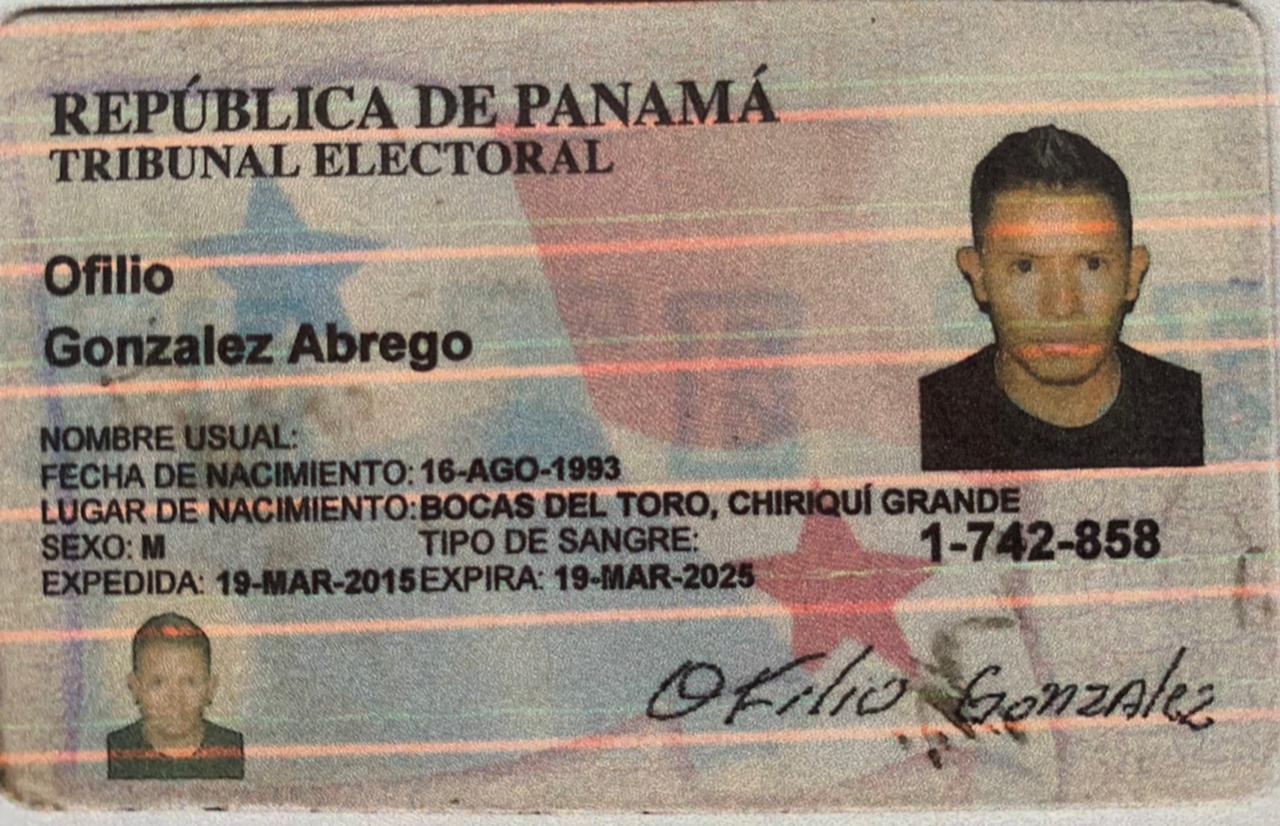 REPÚBLICA DE PANAMÁ
TRIBUNAL ELECTORAL
Ofilio
Gonzalez Abrego
NOMBRE USUAL:
FECHA DE NACIMIENTO: 16-AGO-1993
LUGAR DE NACIMIENTO: BOCAS DEL TORO, CHIRIQUÍ GRANDE
SEXO: M TIPO DE SANGRE:
1-742-858
EXPEDIDA: 19-MAR-2015 EXPIRA: 19-MAR-2025
Ofilio Gonzalez